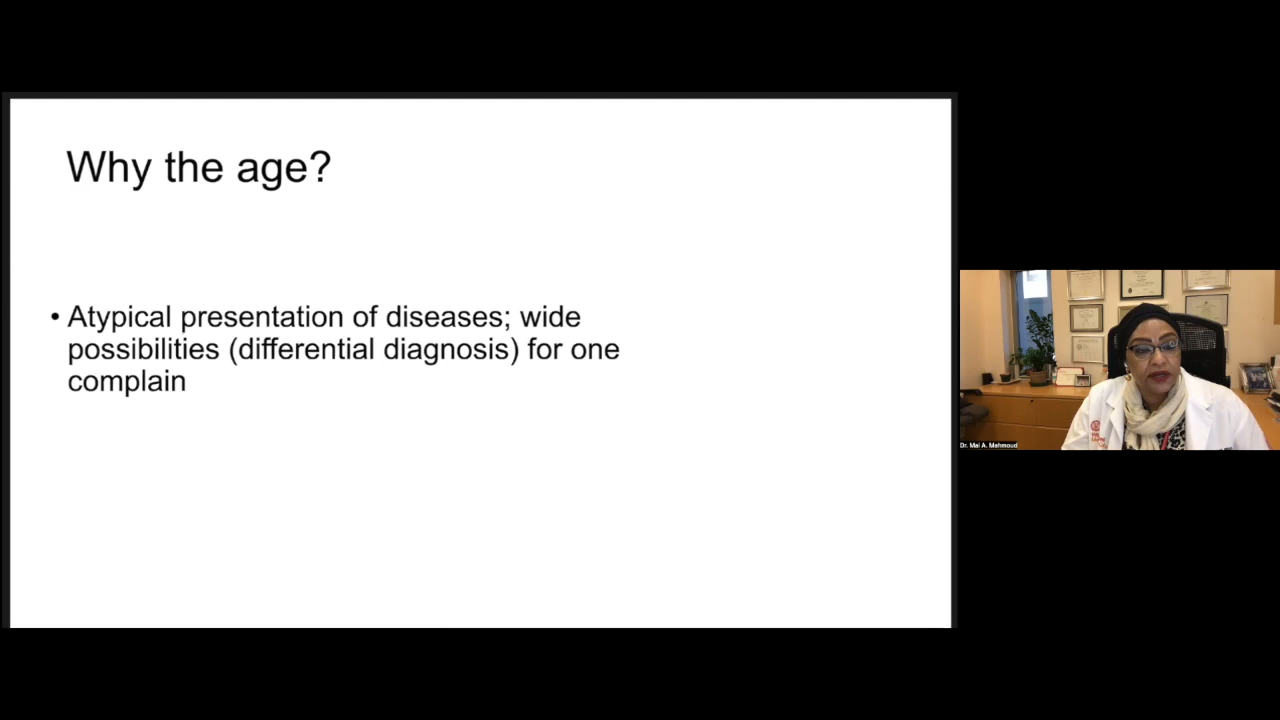 Why the age?
• Atypical presentation of diseases; wide
possibilities (differential diagnosis) for one
complain
Dr. Mai A. Mahmoud